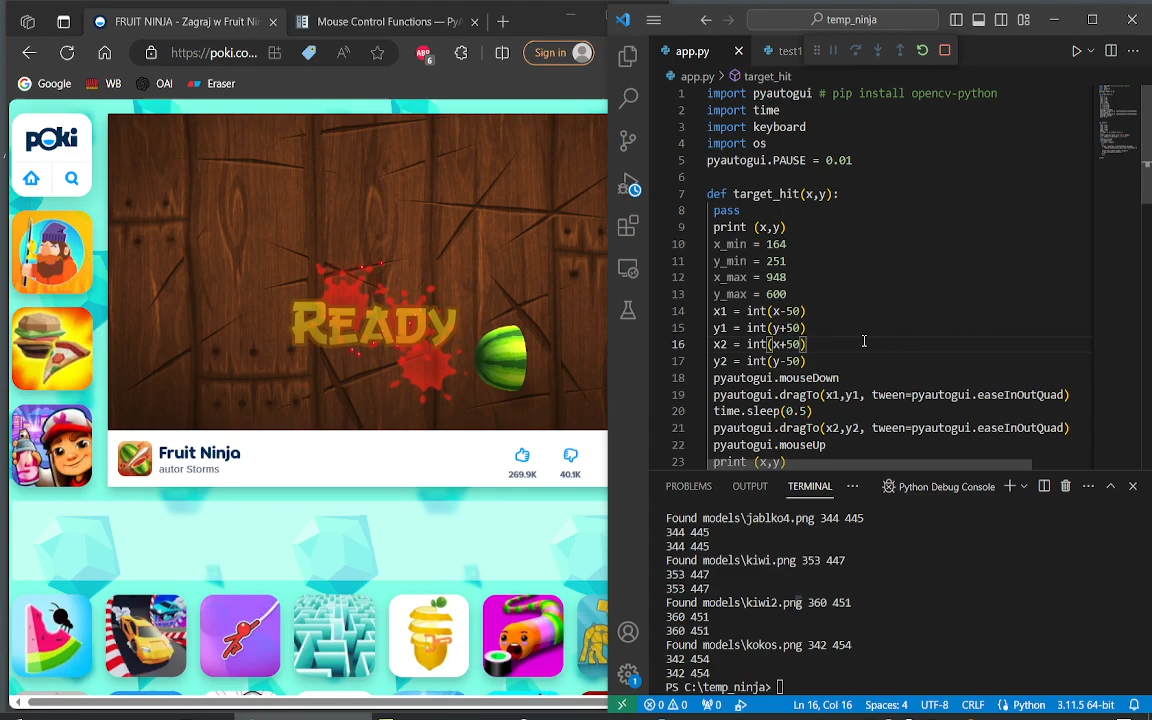 FRUIT NINJA - Zagraj w Fruit Nin
Mouse Control Functions — PyA
https://poki.co...
ABP
6
Sign in
Google
WB
OAI
Eraser
poki
READY
Fruit Ninja
autor Storms
269.9K
40.1K
temp_ninja
app.py
test1
app.py > target_hit
1 import pyautogui # pip install opencv-python
2 import time
3 import keyboard
4 import os
5 pyautogui.PAUSE = 0.01
6
7 def target_hit(x,y):
8 pass
9 print (x,y)
10 x_min = 164
11 y_min = 251
12 x_max = 948
13 y_max = 600
14 x1 = int(x-50)
15 y1 = int(y+50)
16 x2 = int(x+50)
17 y2 = int(y-50)
18 pyautogui.mouseDown
19 pyautogui.dragTo(x1,y1, tween=pyautogui.easeInOutQuad)
20 time.sleep(0.5)
21 pyautogui.dragTo(x2,y2, tween=pyautogui.easeInOutQuad)
22 pyautogui.mouseUp
23 print (x,y)
PROBLEMS OUTPUT TERMINAL ... Python Debug Console
Found models\jablko4.png 344 445
344 445
344 445
Found models\kiwi.png 353 447
353 447
353 447
Found models\kiwi2.png 360 451
360 451
360 451
Found models\kokos.png 342 454
342 454
342 454
PS C:\temp_ninja>
1
0 0 0 Ln 16, Col 16 Spaces: 4 UTF-8 CRLF Python 3.11.5 64-bit